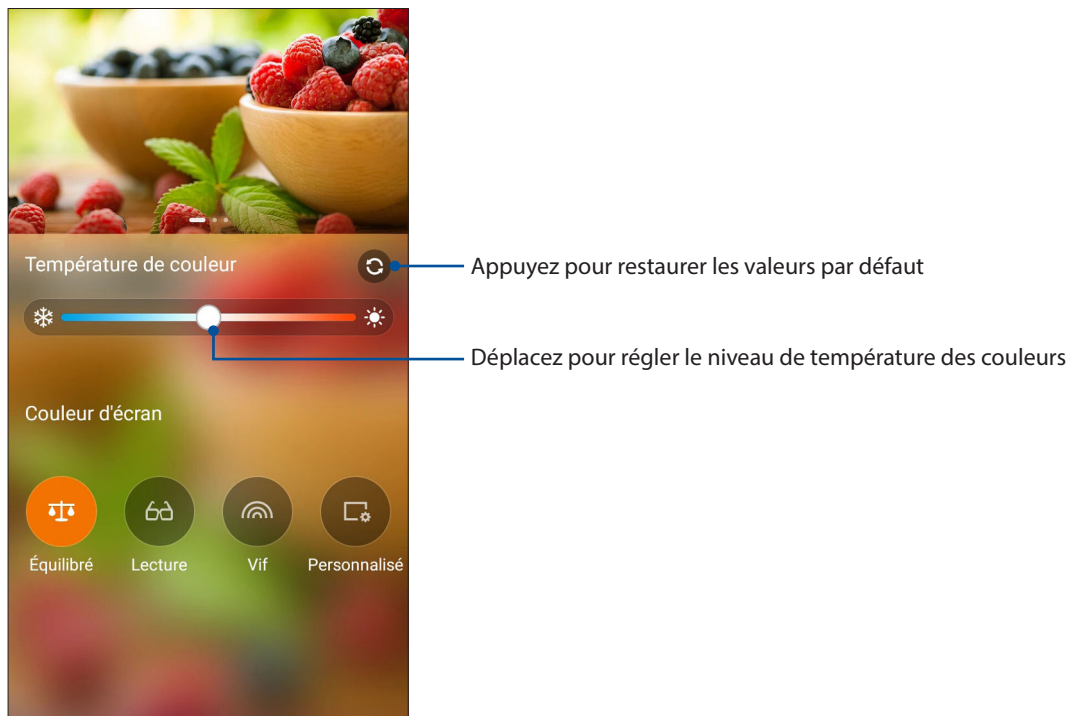 Température de couleur
Appuyez pour restaurer les valeurs par défaut
Déplacez pour régler le niveau de température des couleurs
Couleur d'écran
Équilibré Lecture Vif Personnalisé